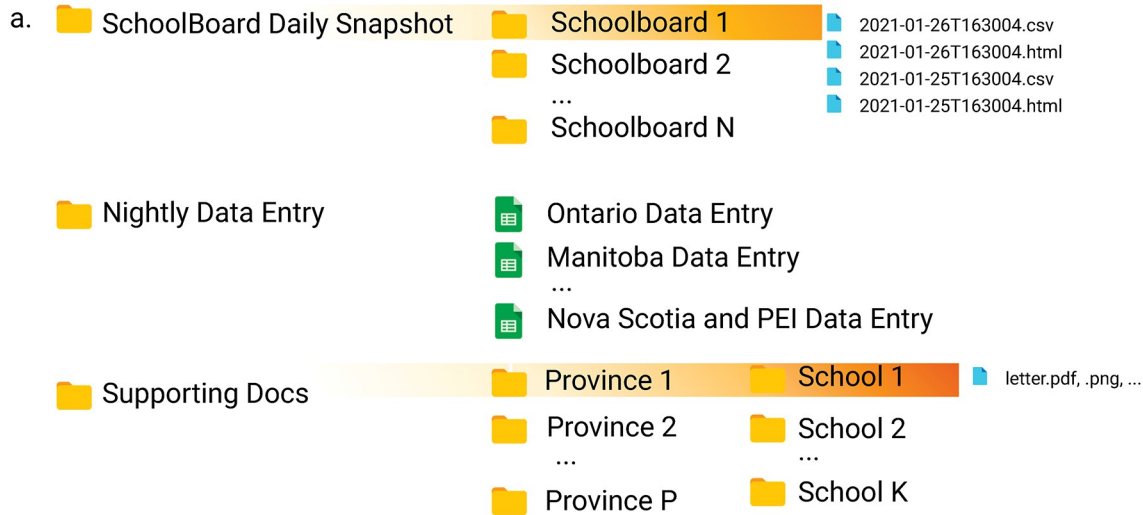 a.
SchoolBoard Daily Snapshot
Schoolboard 1
Schoolboard 2
...
Schoolboard N
2021-01-26T163004.csv
2021-01-26T163004.html
2021-01-25T163004.csv
2021-01-25T163004.html
Nightly Data Entry
Ontario Data Entry
Manitoba Data Entry
...
Nova Scotia and PEI Data Entry
Supporting Docs
Province 1
Province 2
...
Province P
School 1
School 2
...
School K
letter.pdf, .png, ...